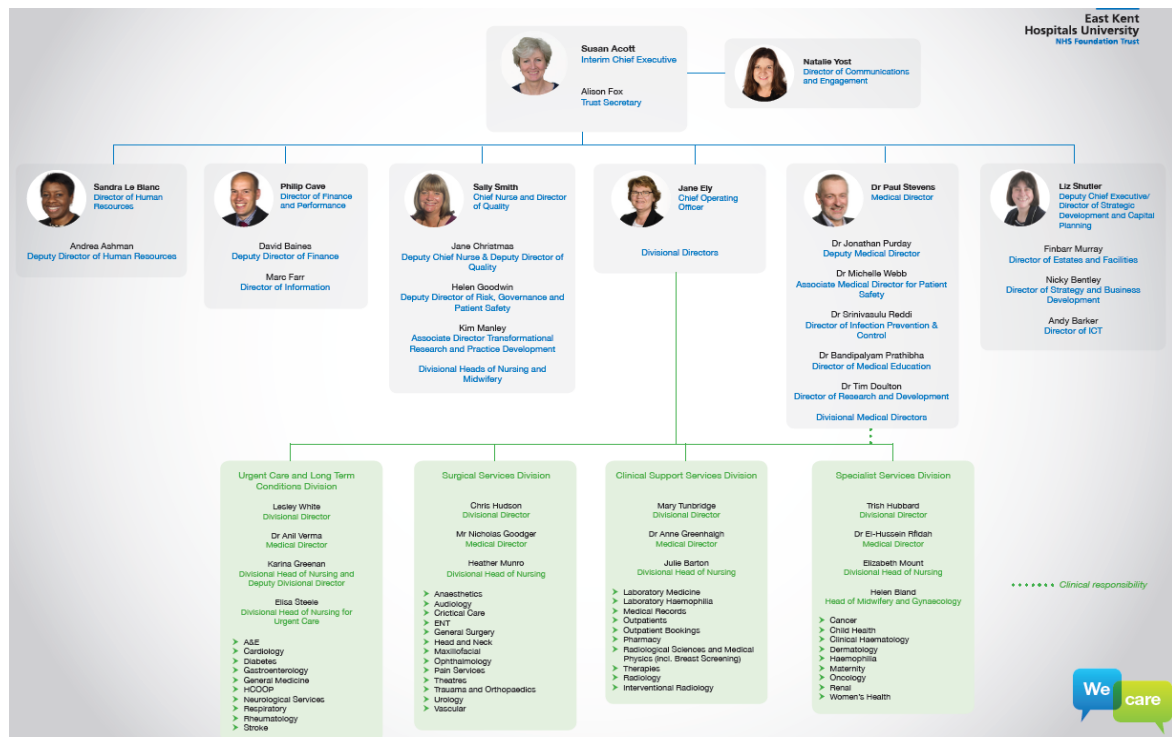 East Kent
Hospitals University
NHS Foundation Trust
Susan Acott
Interim Chief Executive
Alison Fox
Trust Secretary
Natalie Yost
Director of Communications
and Engagement
Sandra Le Blanc
Director of Human
Resources
Andrea Ashman
Deputy Director of Human Resources
Philip Cave
Director of Finance
and Performance
David Baines
Deputy Director of Finance
Marc Farr
Director of Information
Sally Smith
Chief Nurse and Director
of Quality
Jane Christmas
Deputy Chief Nurse & Deputy Director of
Quality
Helen Goodwin
Deputy Director of Risk, Governance and
Patient Safety
Kim Manley
Associate Director Transformational
Research and Practice Development
Divisional Heads of Nursing and
Midwifery
Jane Ely
Chief Operating
Officer
Divisional Directors
Dr Paul Stevens
Medical Director
Dr Jonathan Purday
Deputy Medical Director
Dr Michelle Webb
Associate Medical Director for Patient
Safety
Dr Srinivasulu Reddi
Director of Infection Prevention &
Control
Dr Bandipalyam Prathibha
Director of Medical Education
Dr Tim Doulton
Director of Research and Development
Divisional Medical Directors
Liz Shutler
Deputy Chief Executive/
Director of Strategic
Development and Capital
Planning
Finbarr Murray
Director of Estates and Facilities
Nicky Bentley
Director of Strategy and Business
Development
Andy Barker
Director of ICT
Urgent Care and Long Term
Conditions Division
Lesley White
Divisional Director
Dr Anil Verma
Medical Director
Karina Greenan
Divisional Head of Nursing and
Deputy Divisional Director
Elisa Steele
Divisional Head of Nursing for
Urgent Care
A&E
Cardiology
Diabetes
Gastroenterology
General Medicine
HCOOP
Neurological Services
Respiratory
Rheumatology
Stroke
Surgical Services Division
Chris Hudson
Divisional Director
Mr Nicholas Goodger
Medical Director
Heather Munro
Divisional Head of Nursing
Anaesthetics
Audiology
Crictical Care
ENT
General Surgery
Head and Neck
Maxillofacial
Ophthalmology
Pain Services
Theatres
Trauma and Orthopaedics
Urology
Vascular
Clinical Support Services Division
Mary Tunbridge
Divisional Director
Dr Anne Greenhalgh
Medical Director
Julie Barton
Divisional Head of Nursing
Laboratory Medicine
Laboratory Haemophilia
Medical Records
Outpatients
Outpatient Bookings
Pharmacy
Radiological Sciences and Medical
Physics (incl. Breast Screening)
Therapies
Radiology
Interventional Radiology
Specialist Services Division
Trish Hubbard
Divisional Director
Dr El-Hussein Rfidah
Medical Director
Elizabeth Mount
Divisional Head of Nursing
Helen Bland
Head of Midwifery and Gynaecology
Cancer
Child Health
Clinical Haematology
Dermatology
Haemophilia
Maternity
Oncology
Renal
Women's Health
Clinical responsibility
We
care